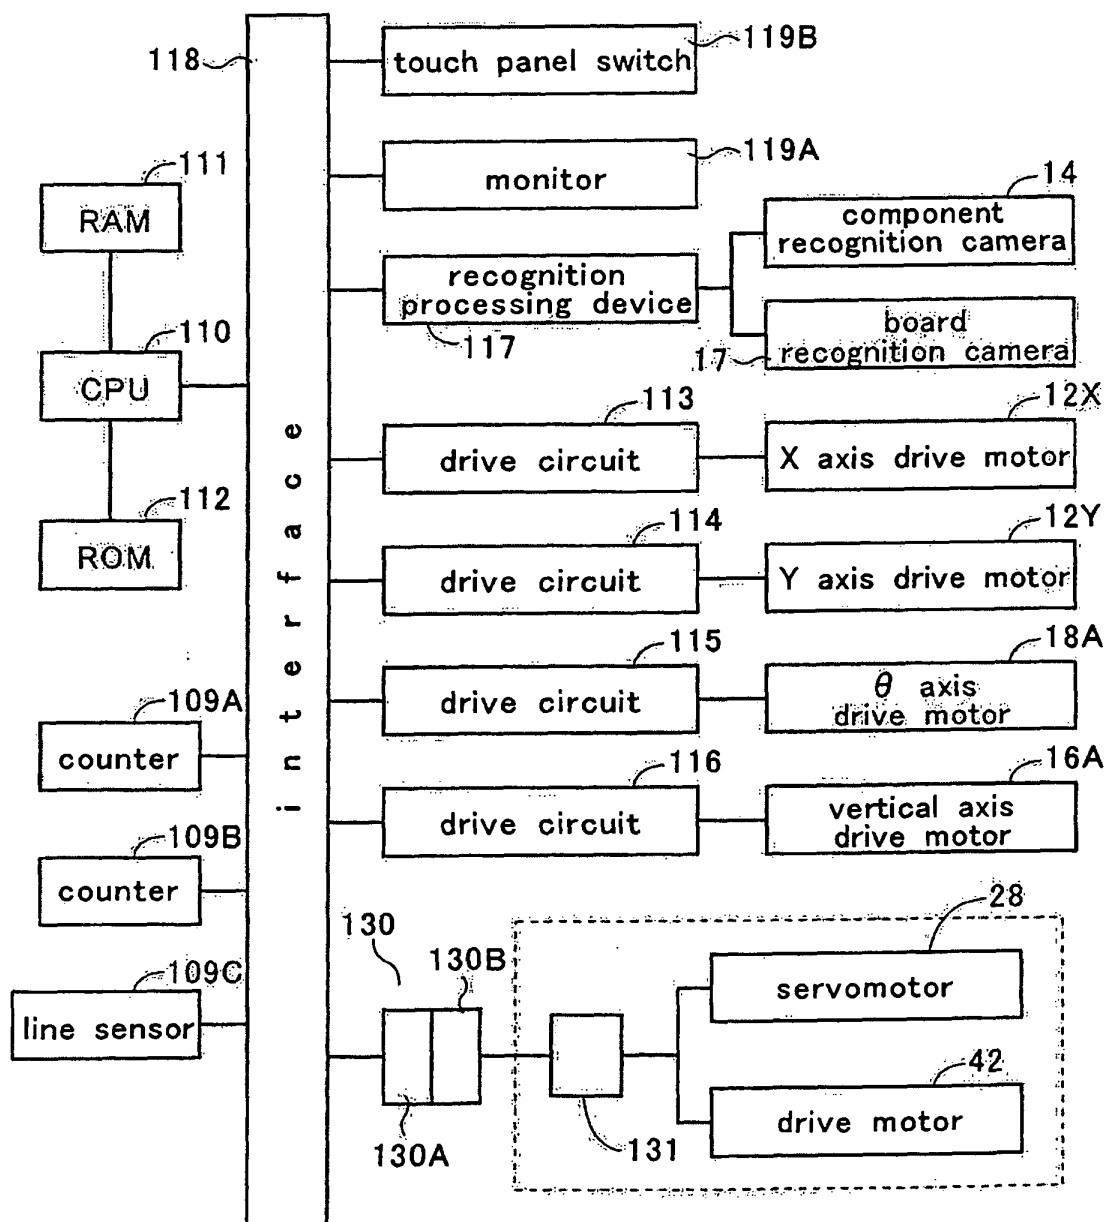 118
interface
119B
touch panel switch
119A
monitor
111
RAM
110
CPU
112
ROM
recognition
processing device
117
14
component
recognition camera
17
board
recognition camera
113
drive circuit
12X
X axis drive motor
114
drive circuit
12Y
Y axis drive motor
115
drive circuit
18A
θ axis
drive motor
116
drive circuit
16A
vertical axis
drive motor
109A
counter
109B
counter
109C
line sensor
130
130B
130A
131
28
servomotor
42
drive motor